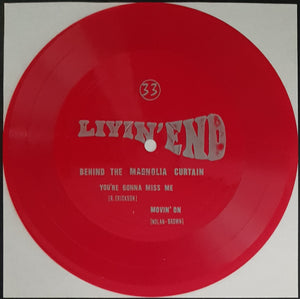 33
LIVIN' END
BEHIND THE MAGNOLIA CURTAIN
YOU'RE GONNA MISS ME
(R. ERICKSON)
MOVIN' ON
(NOLAN-BROWN)